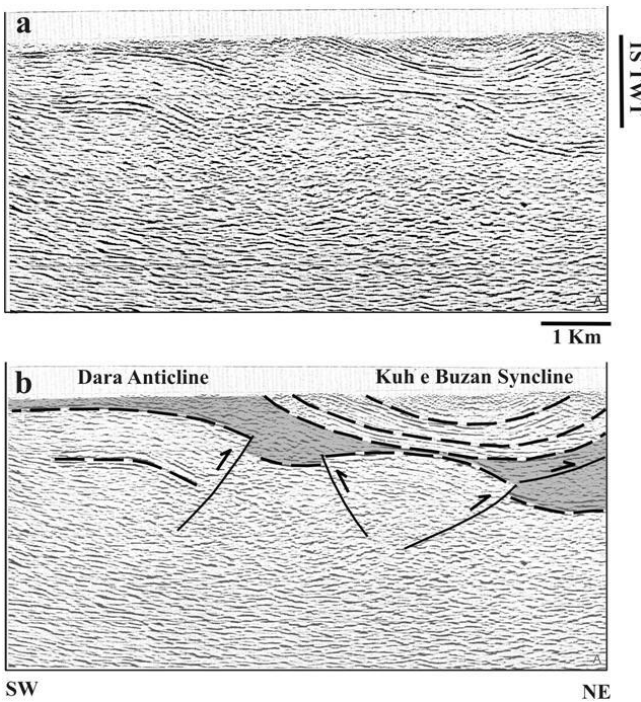 a
1S TWT
A
1 Km
b
Dara Anticline
Kuh e Buzan Syncline
A
SW
NE